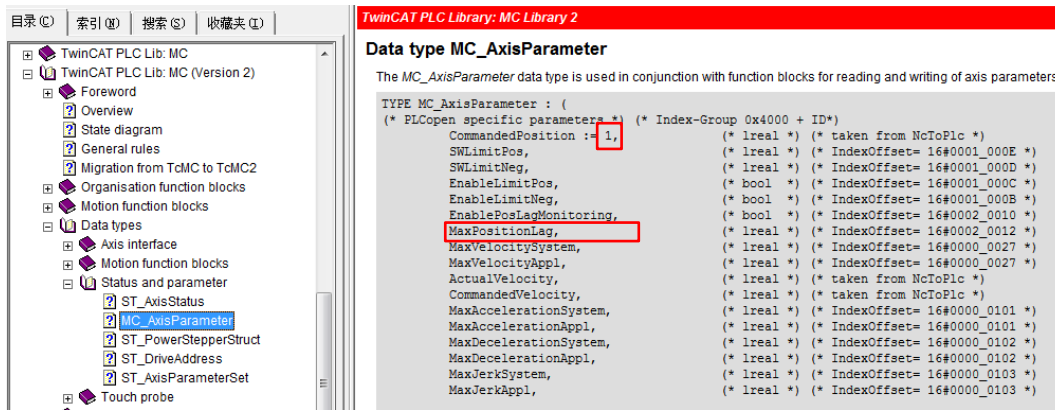 目录(C) 索引(N) 搜索(S) 收藏夹(I)
TwinCAT PLC Lib: MC
TwinCAT PLC Lib: MC (Version 2)
Foreword
Overview
State diagram
General rules
Migration from TcMC to TcMC2
Organisation function blocks
Motion function blocks
Data types
Axis interface
Motion function blocks
Status and parameter
ST_AxisStatus
MC_AxisParameter
ST_PowerStepperStruct
ST_DriveAddress
ST_AxisParameterSet
Touch probe
TwinCAT PLC Library: MC Library 2
Data type MC_AxisParameter
The MC_AxisParameter data type is used in conjunction with function blocks for reading and writing of axis parameters
TYPE MC_AxisParameter : (
(* PLCopen specific parameters *) (* Index-Group 0x4000 + ID*)
CommandedPosition := 1, (* lreal *) (* taken from NcToPlc *)
SWLimitPos, (* lreal *) (* IndexOffset= 16#0001_000E *)
SWLimitNeg, (* lreal *) (* IndexOffset= 16#0001_000D *)
EnableLimitPos, (* bool *) (* IndexOffset= 16#0001_000C *)
EnableLimitNeg, (* bool *) (* IndexOffset= 16#0001_000B *)
EnablePosLagMonitoring, (* bool *) (* IndexOffset= 16#0002_0010 *)
MaxPositionLag, (* lreal *) (* IndexOffset= 16#0002_0012 *)
MaxVelocitySystem, (* lreal *) (* IndexOffset= 16#0000_0027 *)
MaxVelocityAppl, (* lreal *) (* IndexOffset= 16#0000_0027 *)
ActualVelocity, (* lreal *) (* taken from NcToPlc *)
CommandedVelocity, (* lreal *) (* taken from NcToPlc *)
MaxAccelerationSystem, (* lreal *) (* IndexOffset= 16#0000_0101 *)
MaxAccelerationAppl, (* lreal *) (* IndexOffset= 16#0000_0101 *)
MaxDecelerationSystem, (* lreal *) (* IndexOffset= 16#0000_0102 *)
MaxDecelerationAppl, (* lreal *) (* IndexOffset= 16#0000_0102 *)
MaxJerkSystem, (* lreal *) (* IndexOffset= 16#0000_0103 *)
MaxJerkAppl, (* lreal *) (* IndexOffset= 16#0000_0103 *)